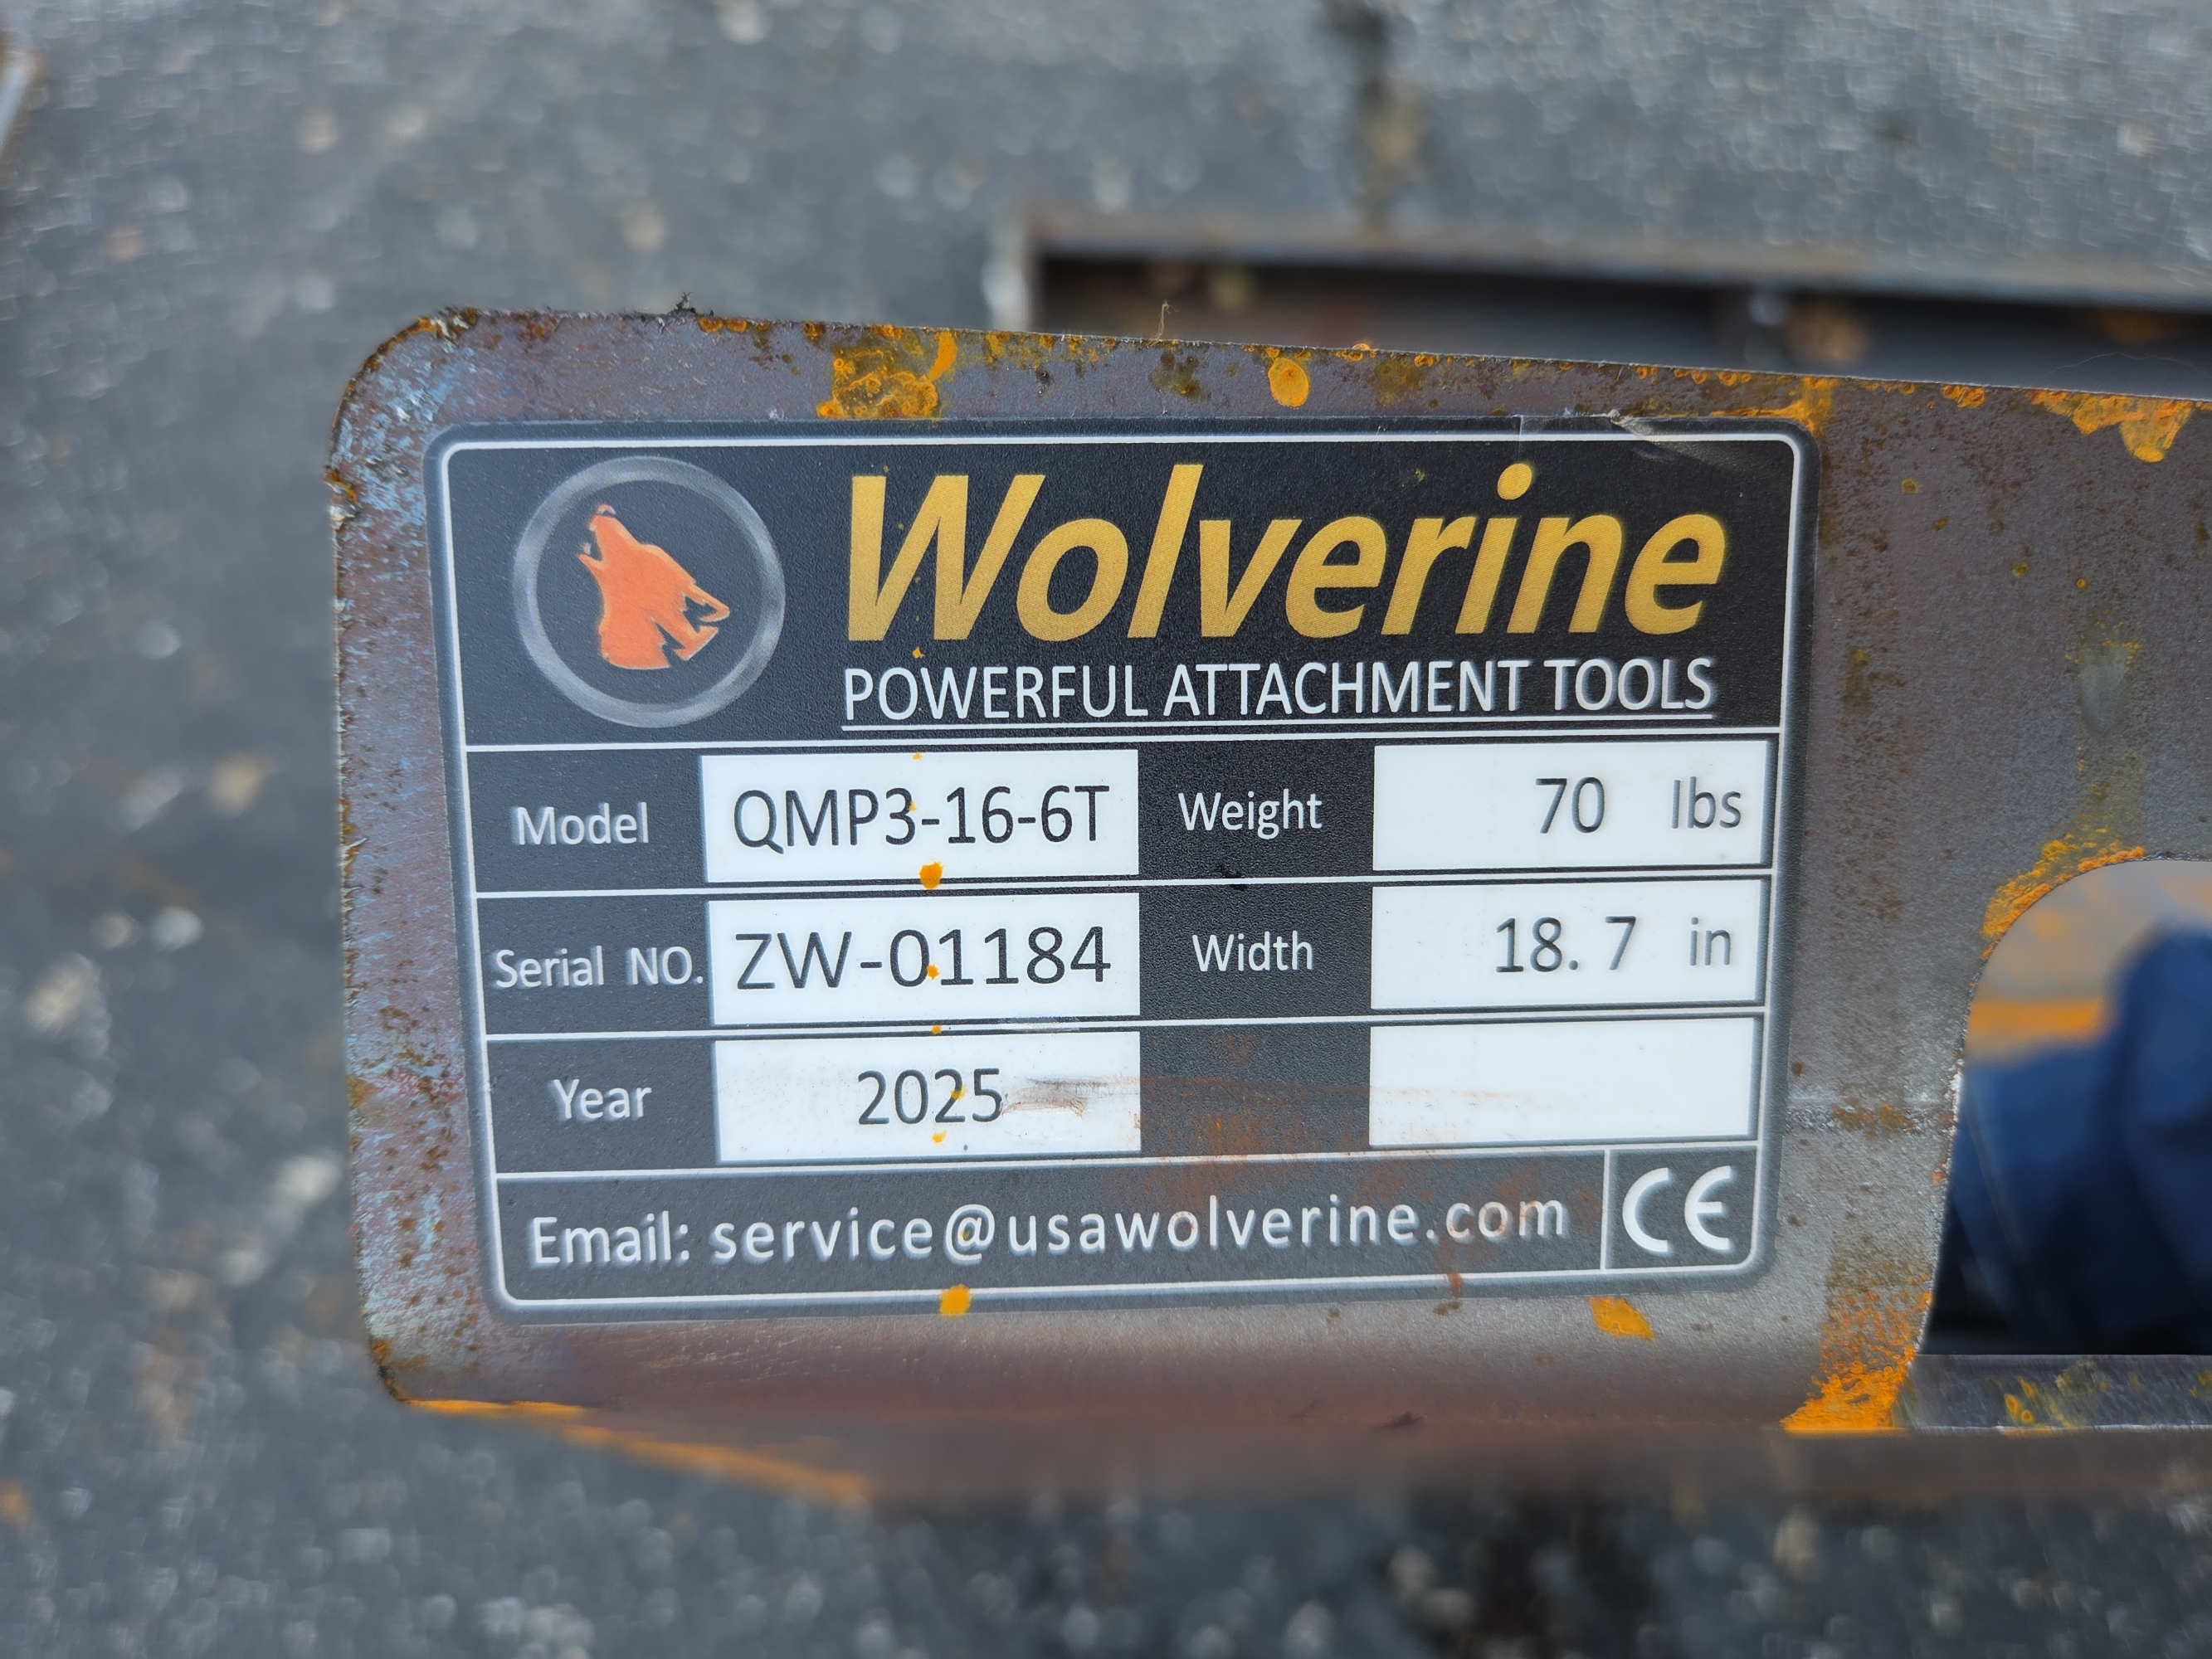 Wolverine
POWERFUL ATTACHMENT TOOLS
Model QMP3-16-6T Weight 70 lbs
Serial NO. ZW-01184 Width 18.7 in
Year 2025
Email: service@usawolverine.com CE